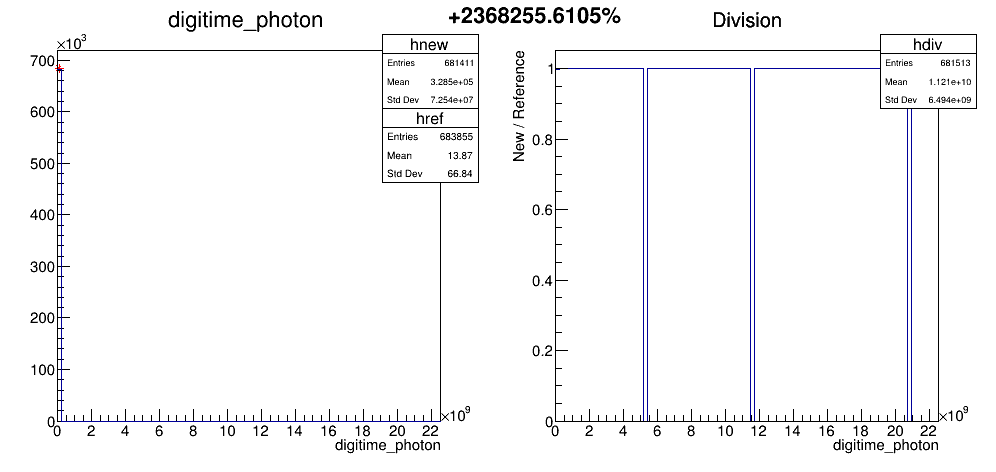 +2368255.6105%
digitime_photon
×10³
700
600
500
400
300
200
100
0
0 2 4 6 8 10 12 14 16 18 20 22
×10⁹
digitime_photon
hnew
Entries 681411
Mean 3.285e+05
Std Dev 7.254e+07
href
Entries 683855
Mean 13.87
Std Dev 66.84
Division
New / Reference
1
0.8
0.6
0.4
0.2
0
0 2 4 6 8 10 12 14 16 18 20 22
×10⁹
digitime_photon
hdiv
Entries 681513
Mean 1.121e+10
Std Dev 6.494e+09